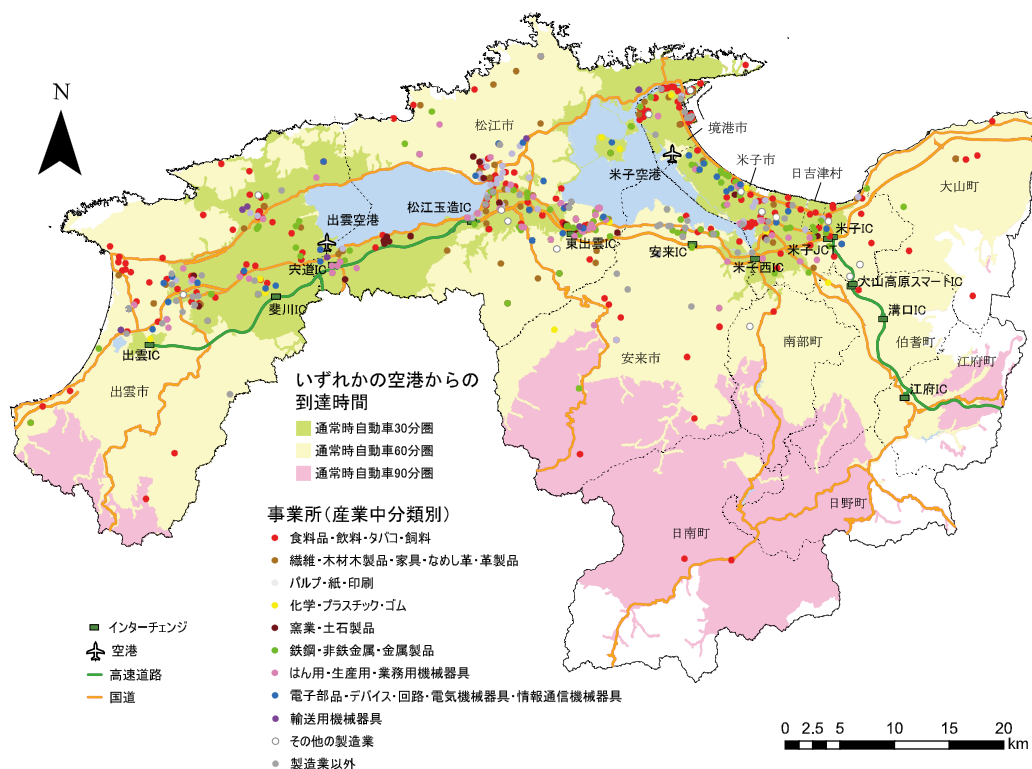 N
松江市
境港市
米子市
日吉津村
大山町
米子空港
松江玉造IC
出雲空港
東出雲IC
安来IC
米子西IC
米子IC
米子JCT
宍道IC
大山高原スマートIC
斐川IC
溝口IC
出雲IC
南部町
伯耆町
安来市
江府町
江府IC
出雲市
日野町
日南町
いずれかの空港からの
到達時間
通常時自動車30分圏
通常時自動車60分圏
通常時自動車90分圏
事業所(産業中分類別)
食料品・飲料・タバコ・飼料
繊維・木材木製品・家具・なめし革・革製品
パルプ・紙・印刷
化学・プラスチック・ゴム
窯業・土石製品
鉄鋼・非鉄金属・金属製品
はん用・生産用・業務用機械器具
電子部品・デバイス・回路・電気機械器具・情報通信機械器具
輸送用機械器具
その他の製造業
製造業以外
インターチェンジ
空港
高速道路
国道
0 2.5 5 10 15 20
km